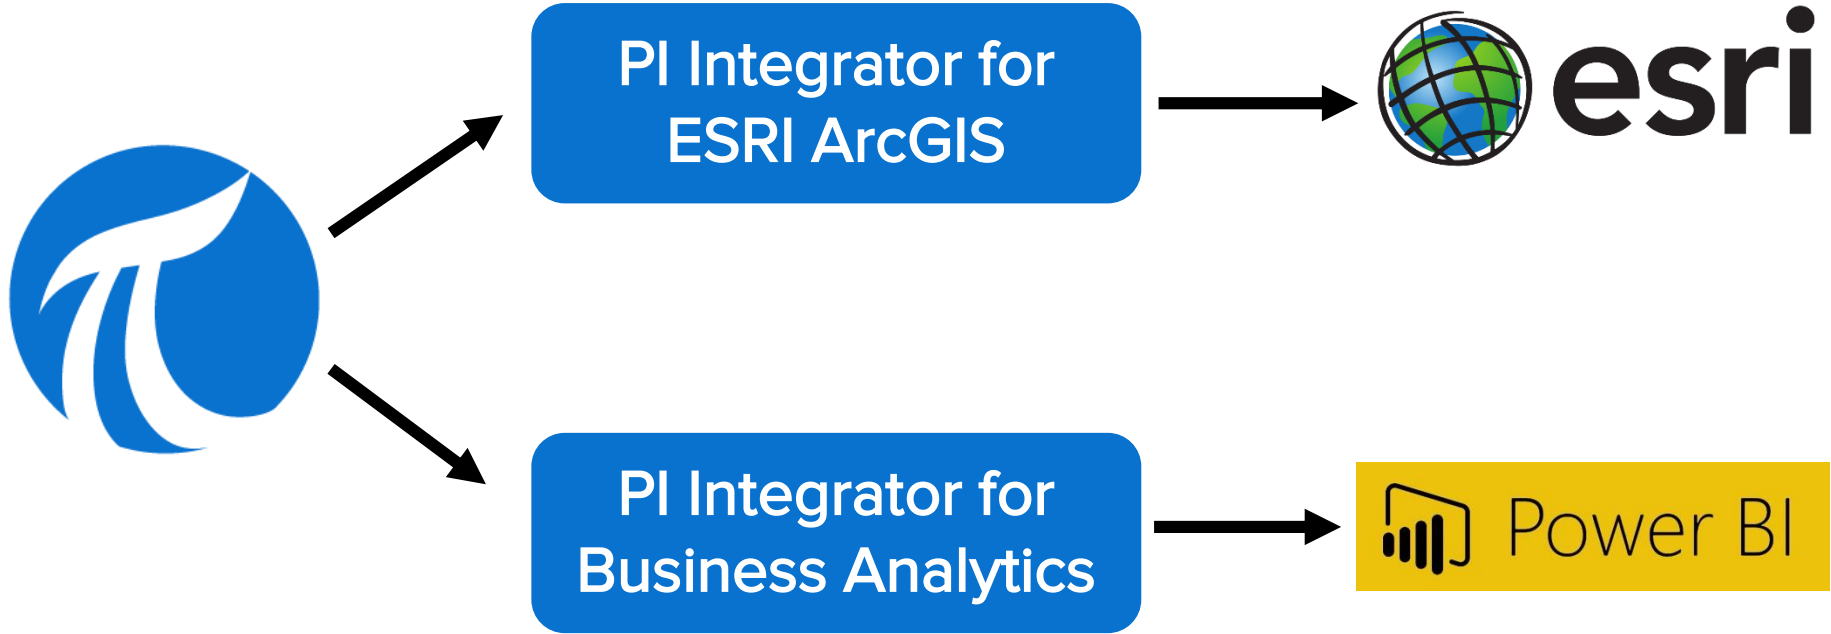 PI Integrator for
ESRI ArcGIS
esri
PI Integrator for
Business Analytics
Power BI